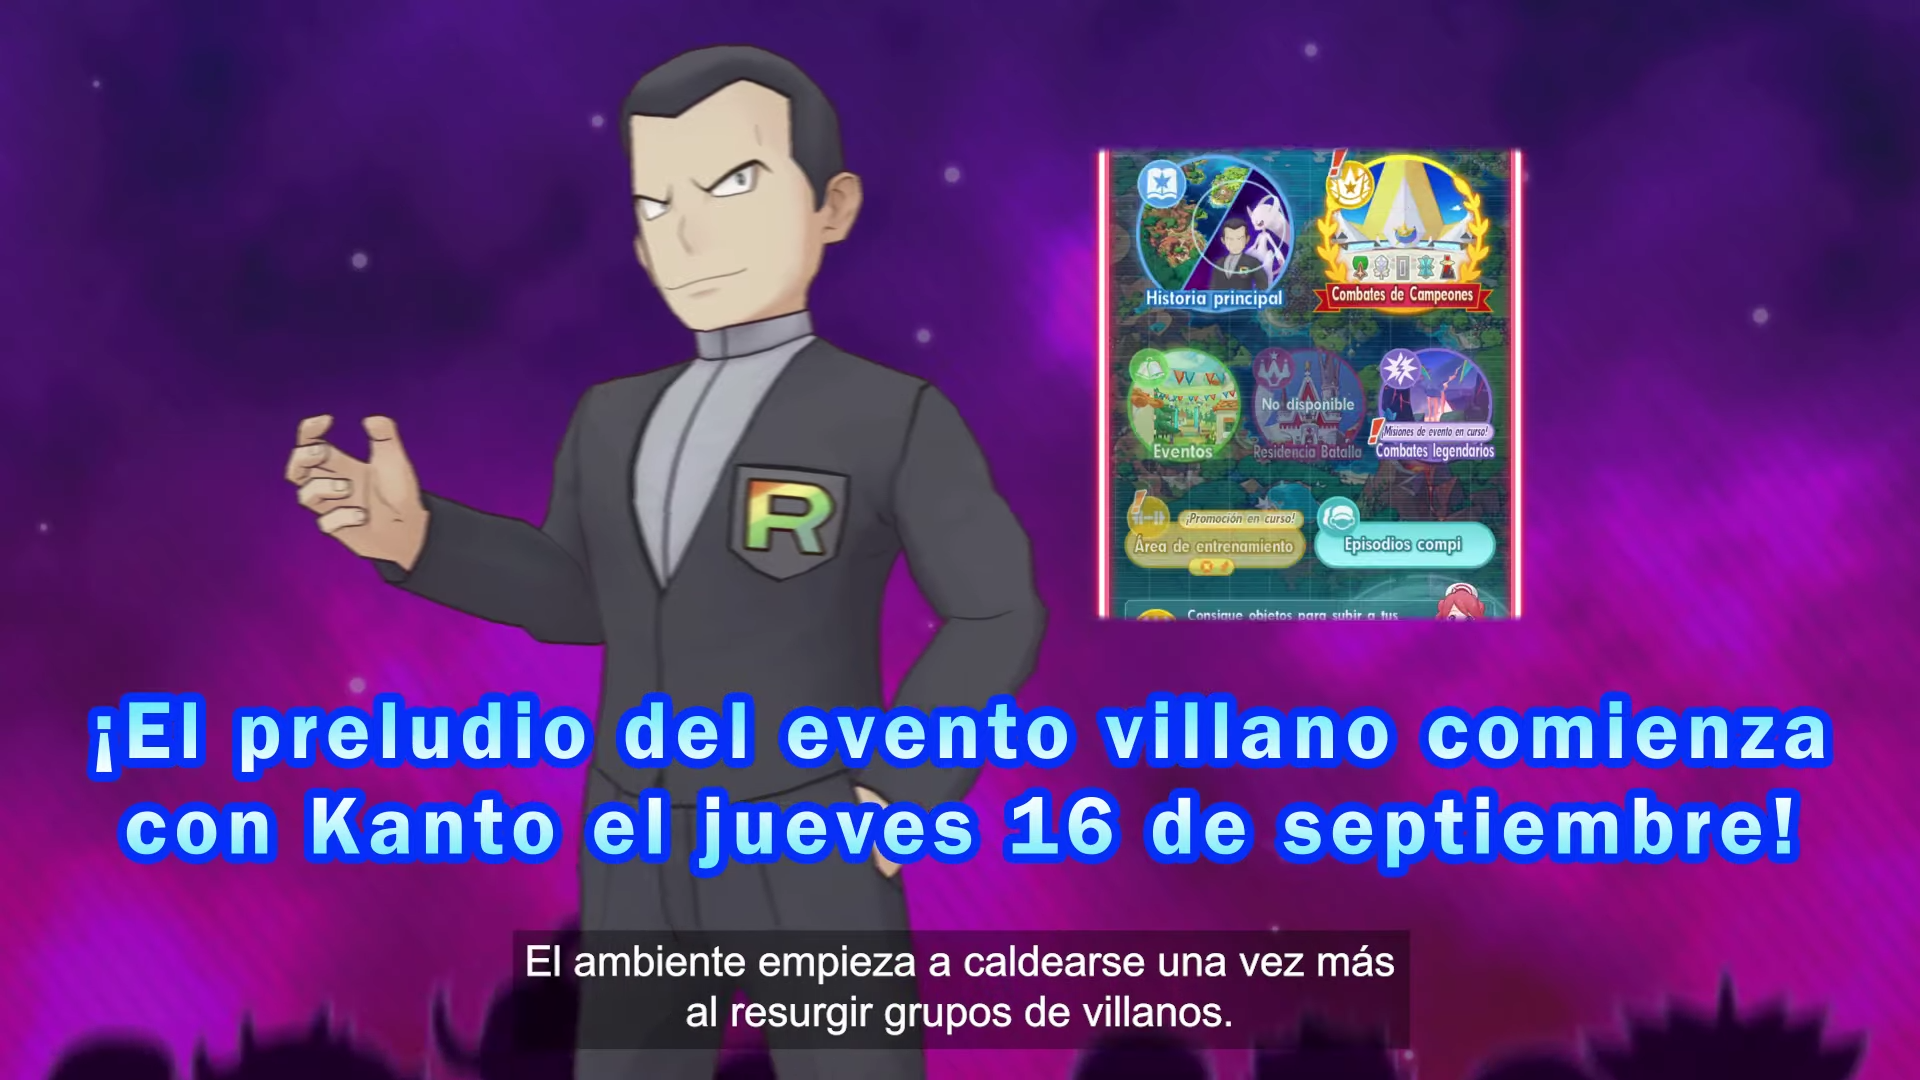 Historia principal
Combates de Campeones
Eventos
No disponible
Residencia Batalla
¡Misiones de evento en curso!
Combates legendarios
¡Promoción en curso!
Área de entrenamiento
Episodios compi
Consigue objetos para subir a tus
R
¡El preludio del evento villano comienza
con Kanto el jueves 16 de septiembre!
El ambiente empieza a caldearse una vez más
al resurgir grupos de villanos.